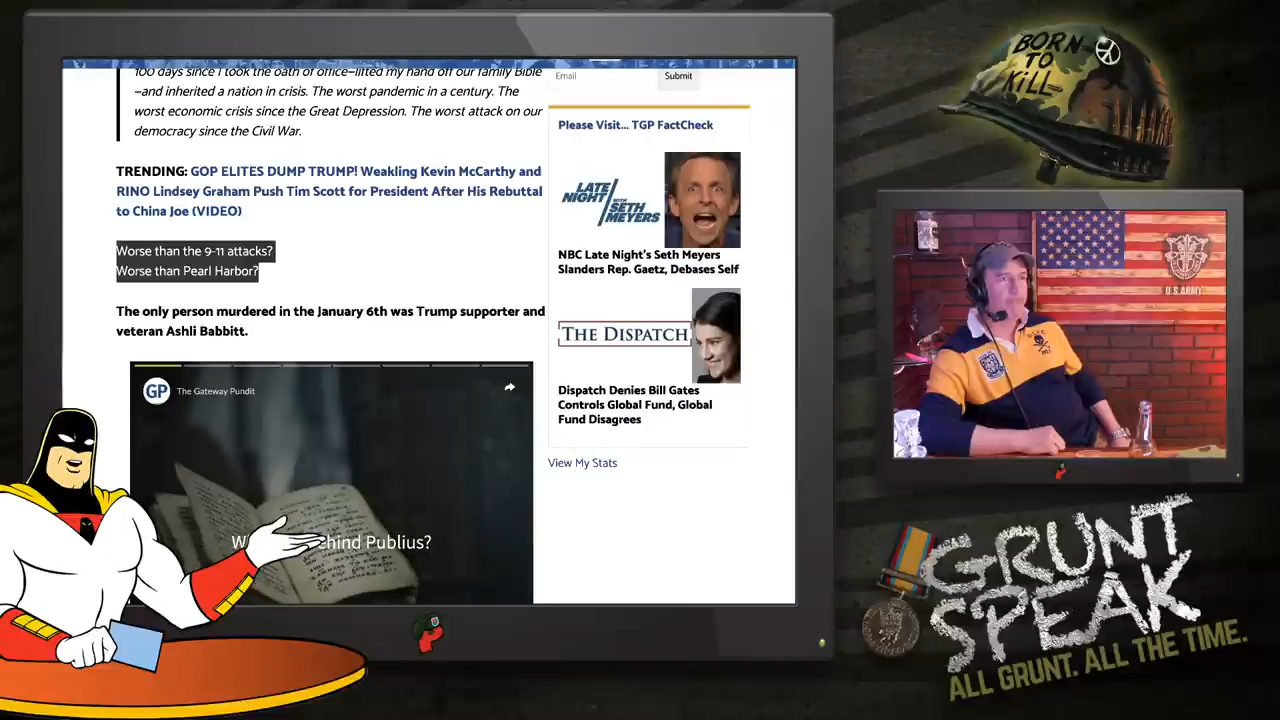 100 days since I took the oath of office–lifted my hand off our family Bible
–and inherited a nation in crisis. The worst pandemic in a century. The
worst economic crisis since the Great Depression. The worst attack on our
democracy since the Civil War.
TRENDING: GOP ELITES DUMP TRUMP! Weakling Kevin McCarthy and
RINO Lindsey Graham Push Tim Scott for President After His Rebuttal
to China Joe (VIDEO)
Worse than the 9-11 attacks?
Worse than Pearl Harbor?
The only person murdered in the January 6th was Trump supporter and
veteran Ashli Babbitt.
GP The Gateway Pundit
hind Publius?
Email Submit
Please Visit... TGP FactCheck
LATE
NIGHT WITH
SETH
MEYERS
NBC Late Night's Seth Meyers
Slanders Rep. Gaetz, Debases Self
THE DISPATCH
Dispatch Denies Bill Gates
Controls Global Fund, Global
Fund Disagrees
View My Stats
BORN
TO
KILL
U.S. ARMY
GRUNT
SPEAK
ALL GRUNT. ALL THE TIME.